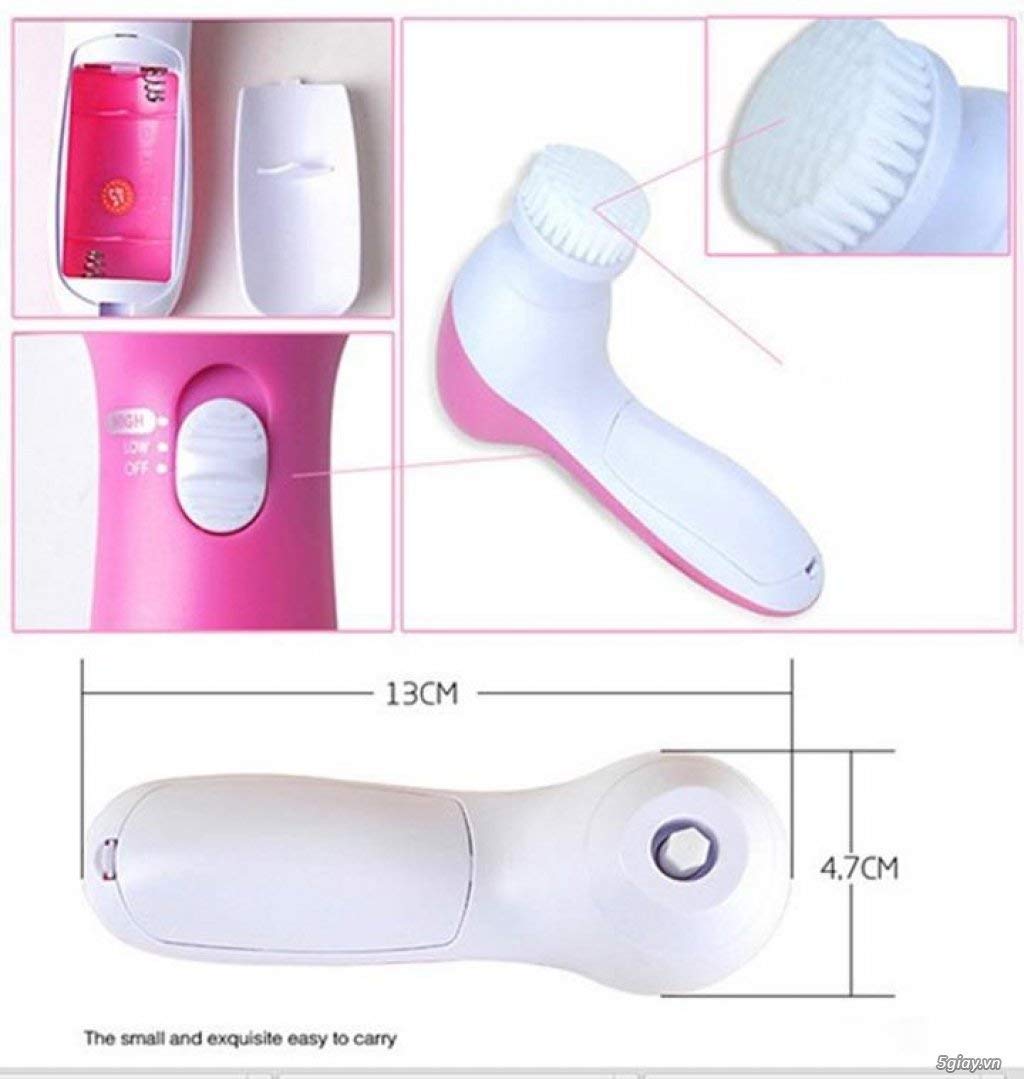 HIGH
LOW
OFF
13CM
4.7CM
The small and exquisite easy to carry
5giay.vn